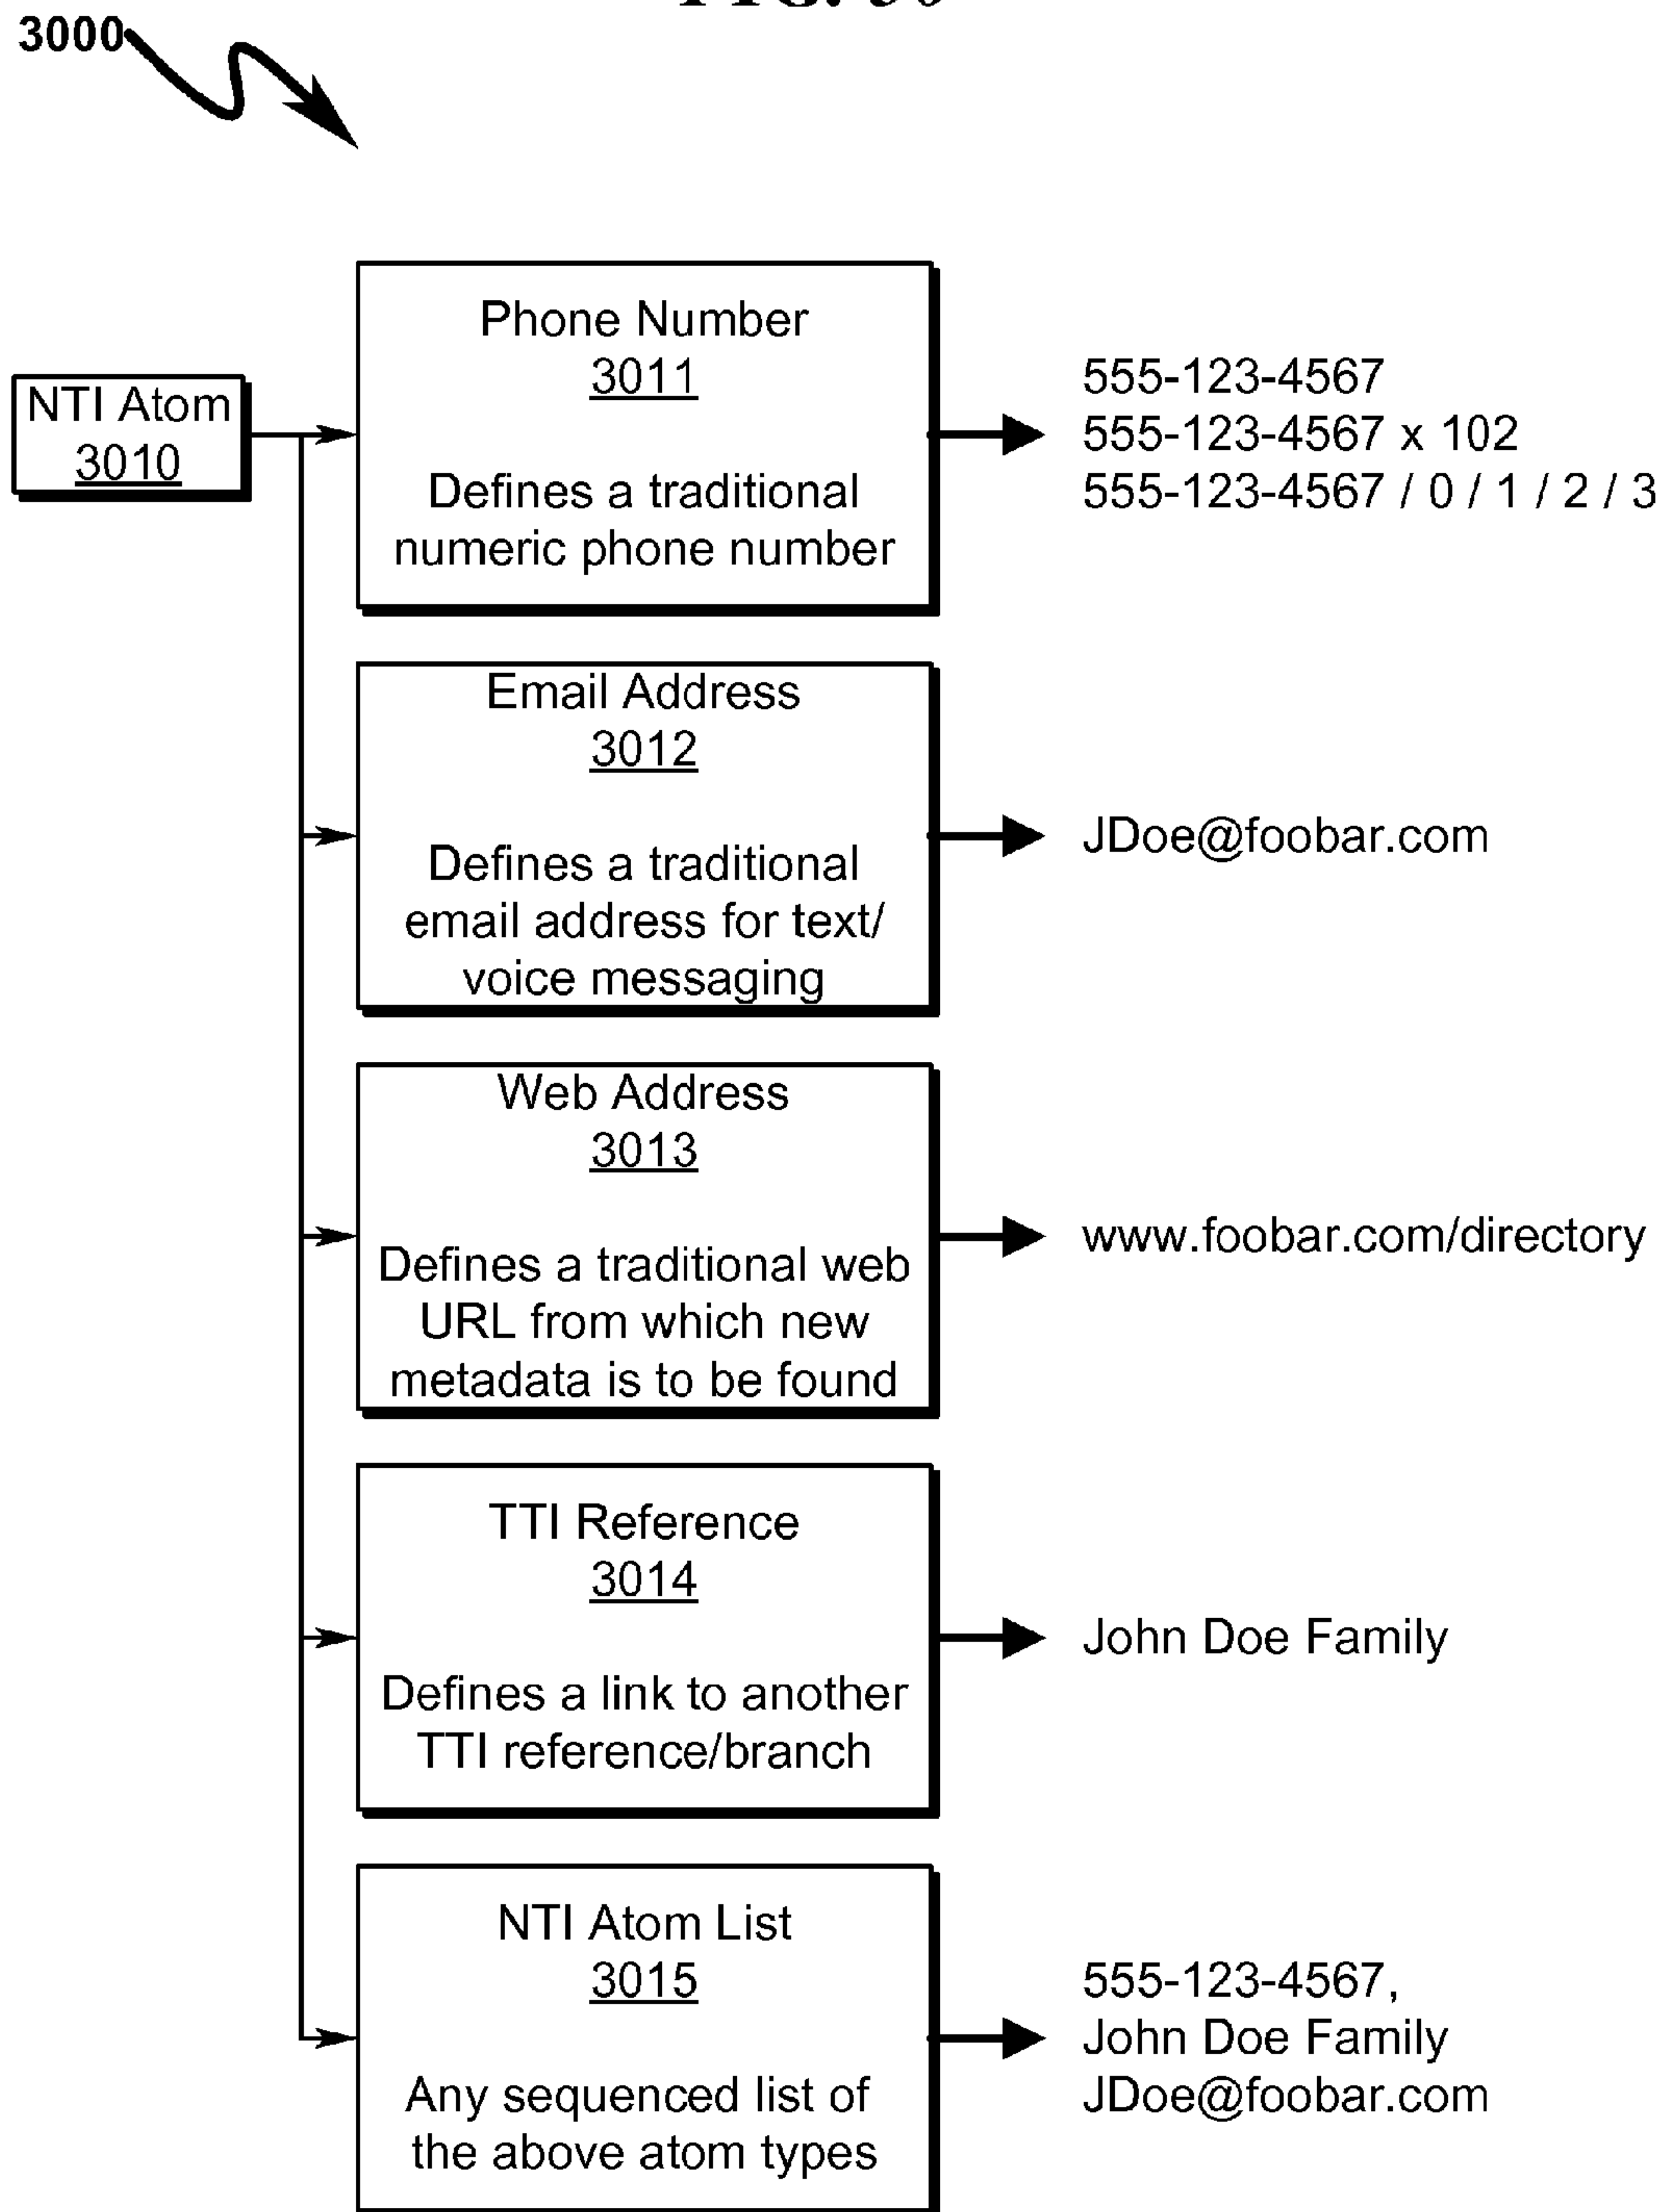 FIG. 30
3000
NTI Atom
3010
Phone Number
3011
Defines a traditional
numeric phone number
555-123-4567
555-123-4567 x 102
555-123-4567 / 0 / 1 / 2 / 3
Email Address
3012
Defines a traditional
email address for text/
voice messaging
JDoe@foobar.com
Web Address
3013
Defines a traditional web
URL from which new
metadata is to be found
www.foobar.com/directory
TTI Reference
3014
Defines a link to another
TTI reference/branch
John Doe Family
NTI Atom List
3015
Any sequenced list of
the above atom types
555-123-4567,
John Doe Family
JDoe@foobar.com